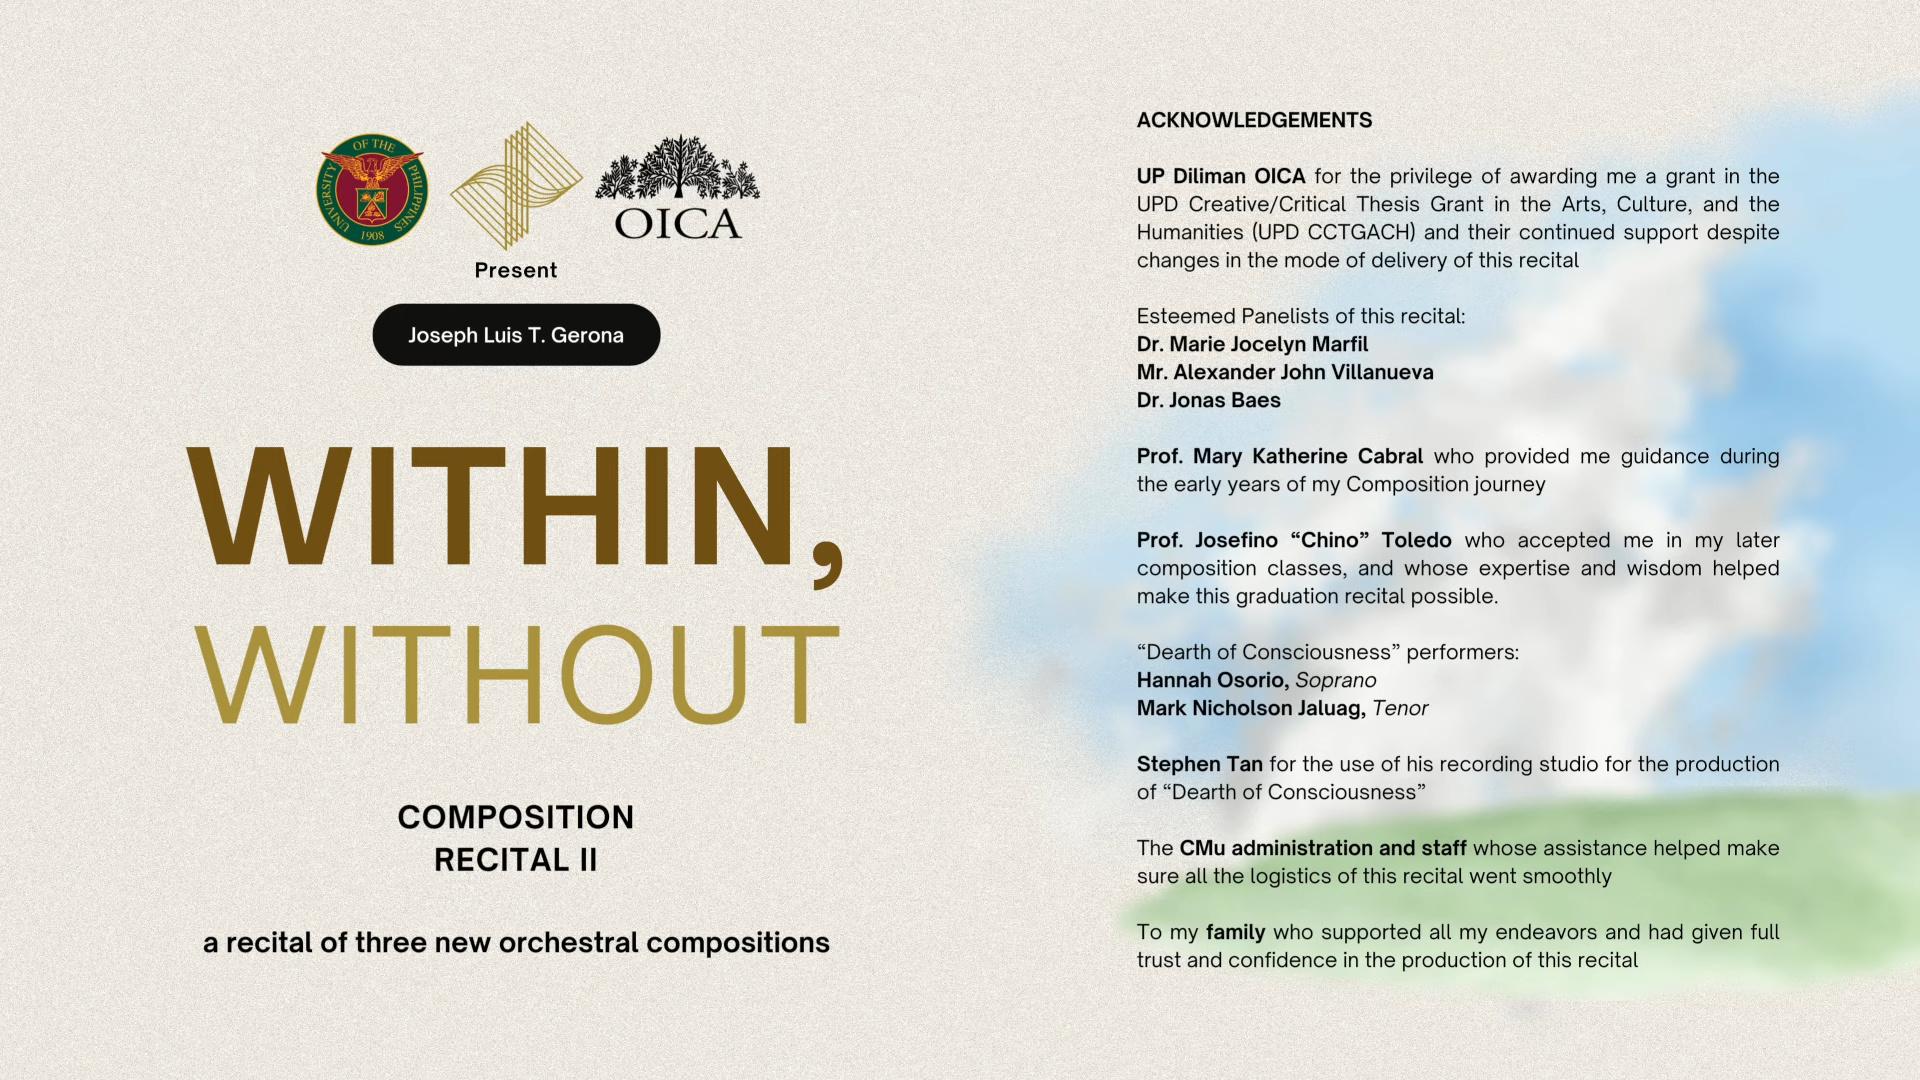 UNIVERSITY OF THE PHILIPPINES
1908
OICA
Present
Joseph Luis T. Gerona
WITHIN,
WITHOUT
COMPOSITION
RECITAL II
a recital of three new orchestral compositions
ACKNOWLEDGEMENTS
UP Diliman OICA for the privilege of awarding me a grant in the
UPD Creative/Critical Thesis Grant in the Arts, Culture, and the
Humanities (UPD CCTGACH) and their continued support despite
changes in the mode of delivery of this recital
Esteemed Panelists of this recital:
Dr. Marie Jocelyn Marfil
Mr. Alexander John Villanueva
Dr. Jonas Baes
Prof. Mary Katherine Cabral who provided me guidance during
the early years of my Composition journey
Prof. Josefino “Chino” Toledo who accepted me in my later
composition classes, and whose expertise and wisdom helped
make this graduation recital possible.
“Dearth of Consciousness” performers:
Hannah Osorio, Soprano
Mark Nicholson Jaluag, Tenor
Stephen Tan for the use of his recording studio for the production
of “Dearth of Consciousness”
The CMu administration and staff whose assistance helped make
sure all the logistics of this recital went smoothly
To my family who supported all my endeavors and had given full
trust and confidence in the production of this recital